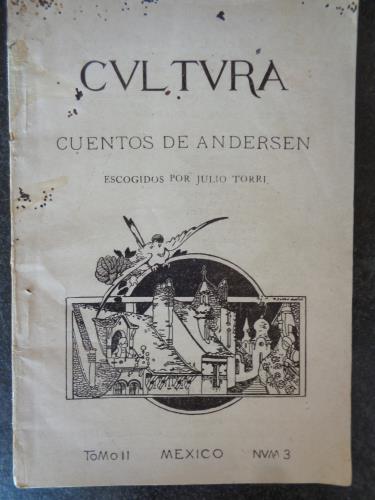 CVLTVRA
CUENTOS DE ANDERSEN
ESCOGIDOS POR JULIO TORRI
TOMO II MEXICO NVM 3